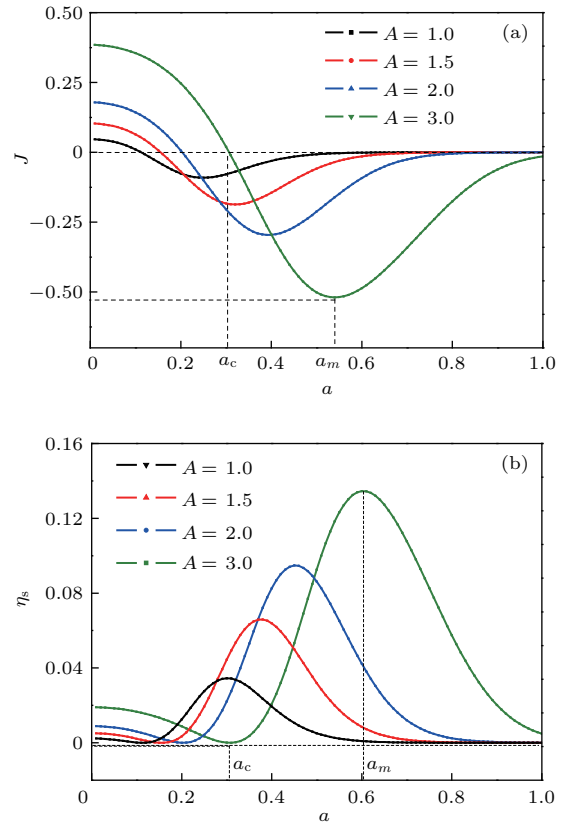 0.50
0.25
0
−0.25
−0.50
J
(a)
A = 1.0
A = 1.5
A = 2.0
A = 3.0
0
0.2
0.4
0.6
0.8
1.0
a_c
a_m
a
0.16
0.12
0.08
0.04
0
η_s
(b)
A = 1.0
A = 1.5
A = 2.0
A = 3.0
a_c
a_m
0
0.2
0.4
0.6
0.8
1.0
a